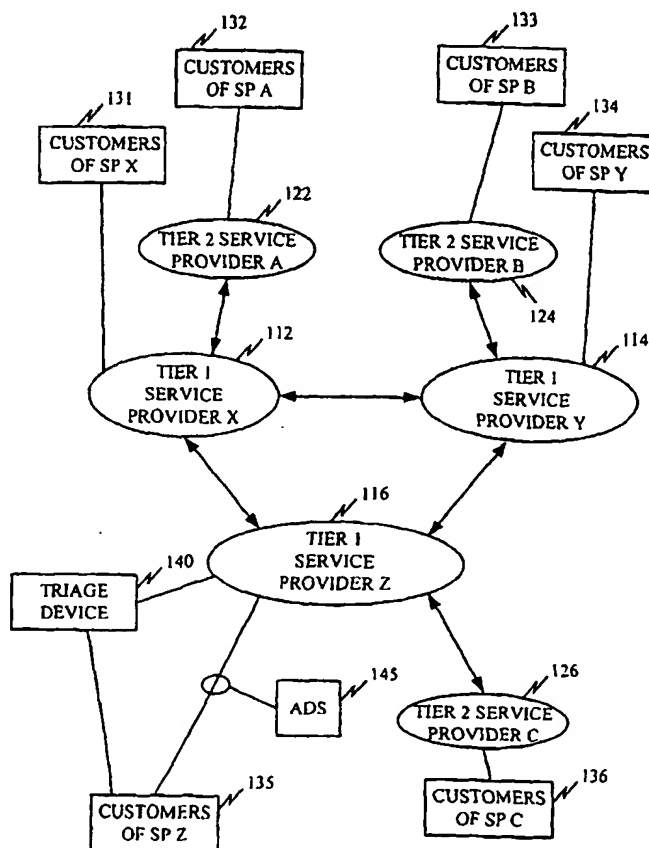 132
CUSTOMERS
OF SP A
133
CUSTOMERS
OF SP B
131
CUSTOMERS
OF SP X
134
CUSTOMERS
OF SP Y
122
TIER 2 SERVICE
PROVIDER A
TIER 2 SERVICE
PROVIDER B
124
112
TIER 1
SERVICE
PROVIDER X
114
TIER 1
SERVICE
PROVIDER Y
116
TIER 1
SERVICE
PROVIDER Z
140
TRIAGE
DEVICE
145
ADS
126
TIER 2 SERVICE
PROVIDER C
135
CUSTOMERS
OF SP Z
136
CUSTOMERS
OF SP C